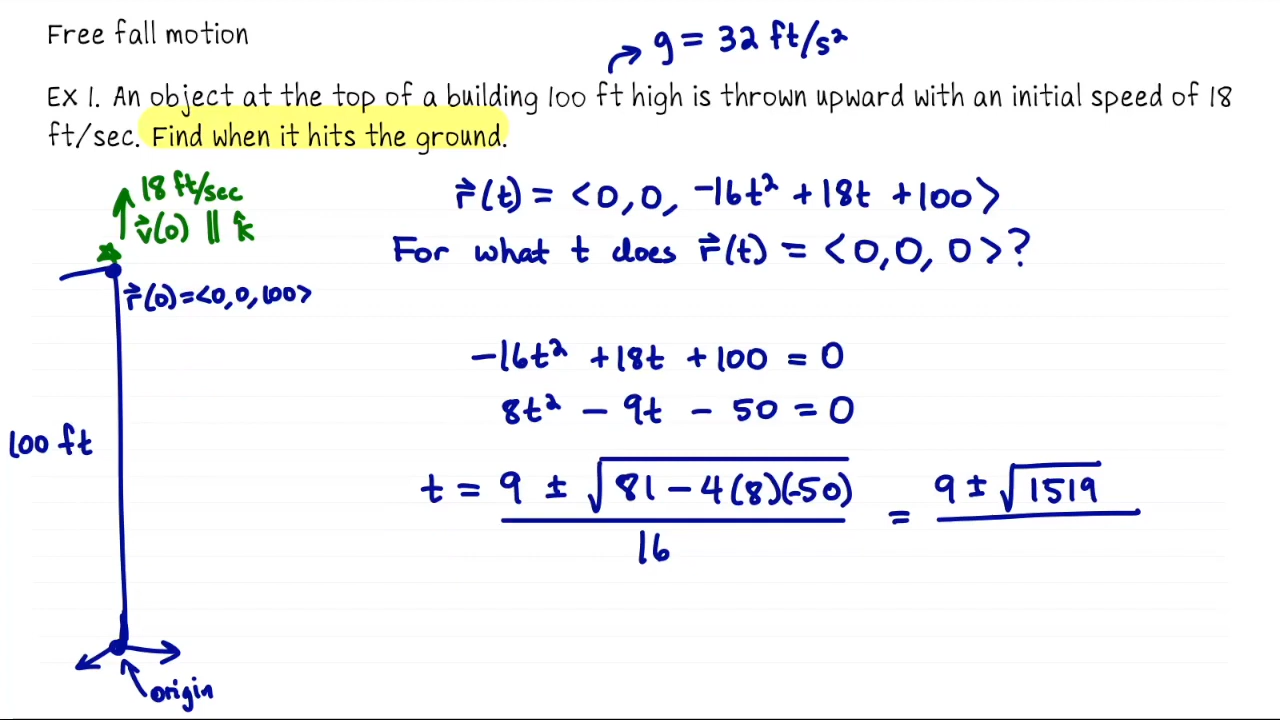 Free fall motion
g = 32 ft/s²
EX 1. An object at the top of a building 100 ft high is thrown upward with an initial speed of 18
ft/sec. Find when it hits the ground.
18 ft/sec
v⃗(0) ∥ k̂
r⃗(0) = <0, 0, 100>
100 ft
origin
r⃗(t) = <0, 0, -16t² + 18t + 100>
For what t does r⃗(t) = <0, 0, 0>?
-16t² + 18t + 100 = 0
8t² - 9t - 50 = 0
t = 9 ± √81 - 4(8)(-50) = 9 ± √1519
16